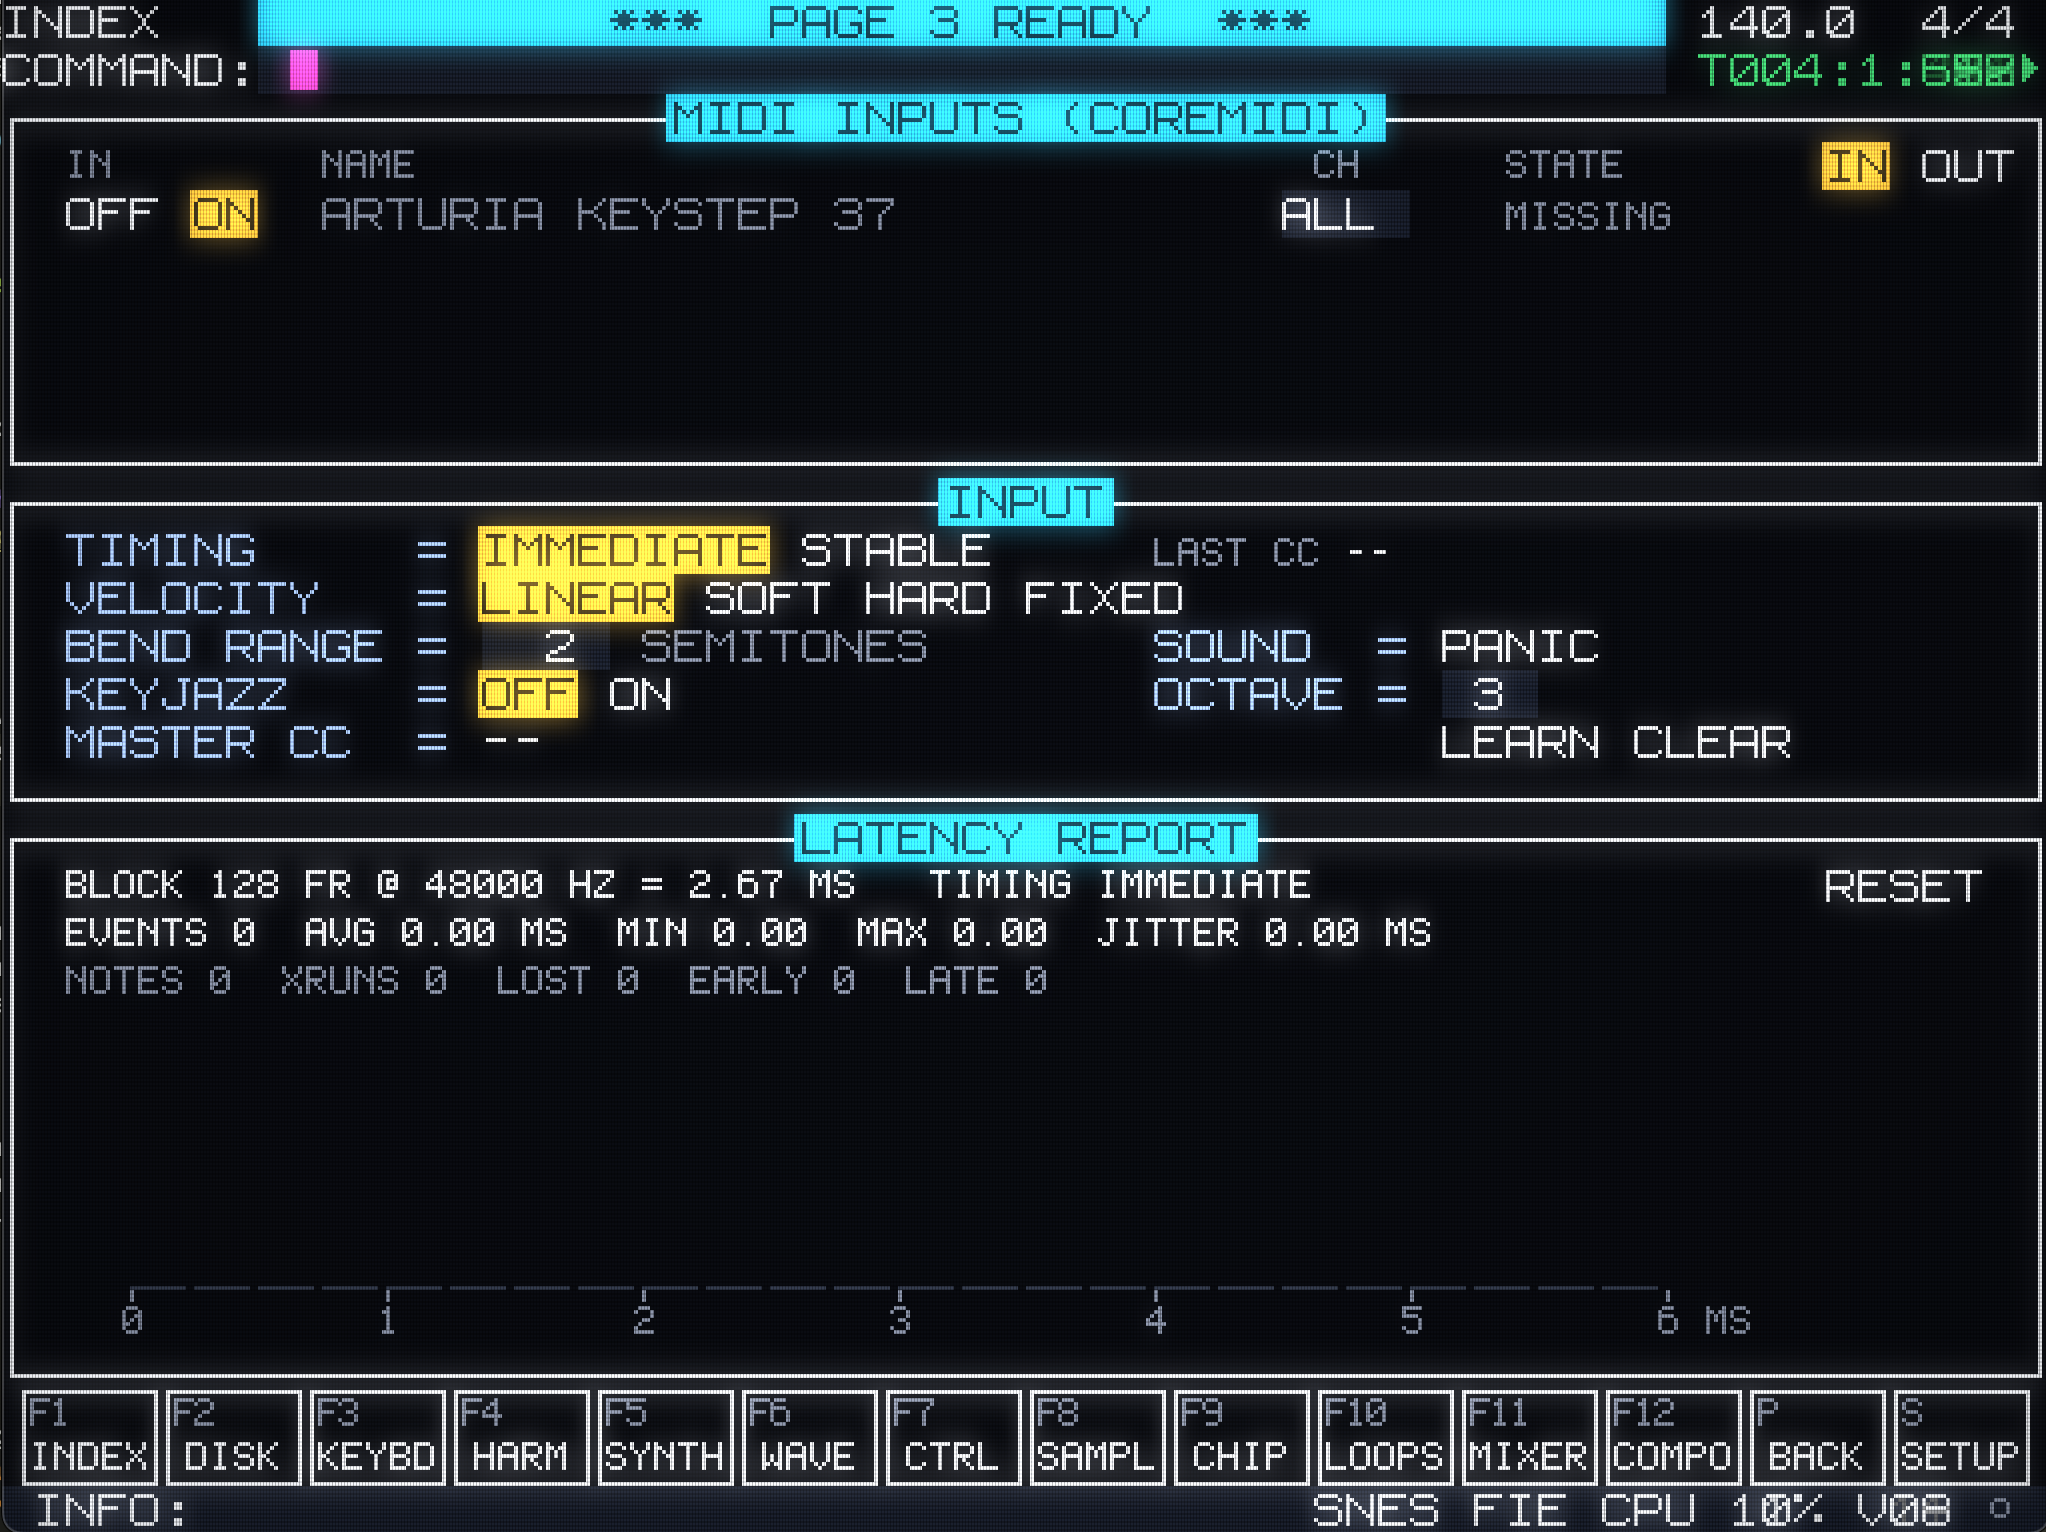 INDEX *** PAGE 3 READY *** 140.0 4/4
COMMAND: T004:1:
MIDI INPUTS (COREMIDI)
IN NAME CH STATE IN OUT
OFF ON ARTURIA KEYSTEP 37 ALL MISSING
INPUT
TIMING = IMMEDIATE STABLE LAST CC --
VELOCITY = LINEAR SOFT HARD FIXED
BEND RANGE = 2 SEMITONES SOUND = PANIC
KEYJAZZ = OFF ON OCTAVE = 3
MASTER CC = -- LEARN CLEAR
LATENCY REPORT
BLOCK 128 FR @ 48000 HZ = 2.67 MS TIMING IMMEDIATE RESET
EVENTS 0 AVG 0.00 MS MIN 0.00 MAX 0.00 JITTER 0.00 MS
NOTES 0 XRUNS 0 LOST 0 EARLY 0 LATE 0
0 1 2 3 4 5 6 MS
F1 F2 F3 F4 F5 F6 F7 F8 F9 F10 F11 F12 P S
INDEX DISK KEYBD HARM SYNTH WAVE CTRL SAMPL CHIP LOOPS MIXER COMPO BACK SETUP
INFO: SNES FIE CPU